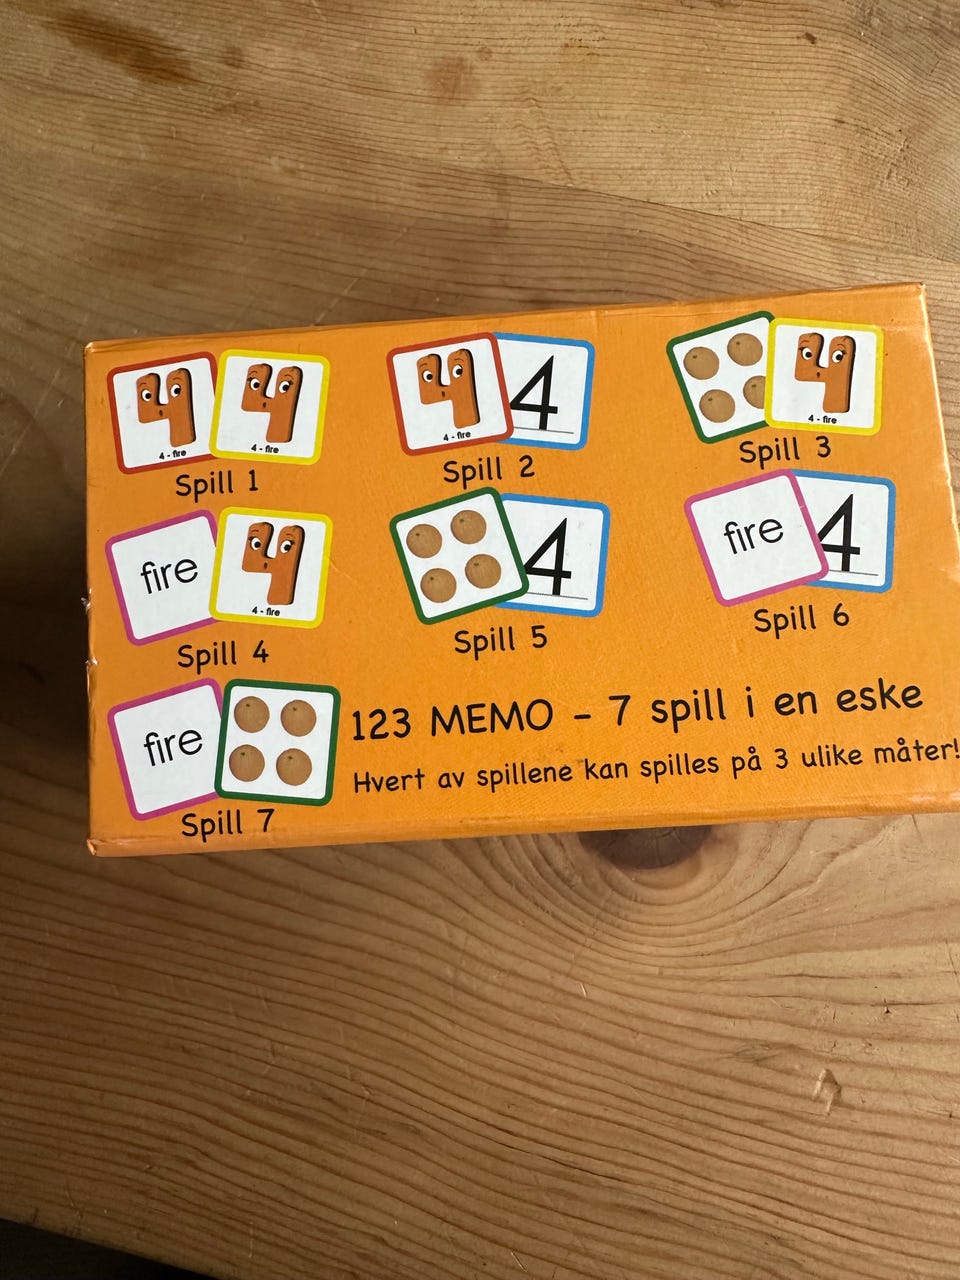 4 - fire
4 - fire
Spill 1
4 - fire
4
Spill 2
4 - fire
Spill 3
fire
4 - fire
Spill 4
4
Spill 5
fire
4
Spill 6
fire
Spill 7
123 MEMO - 7 spill i en eske
Hvert av spillene kan spilles på 3 ulike måter!